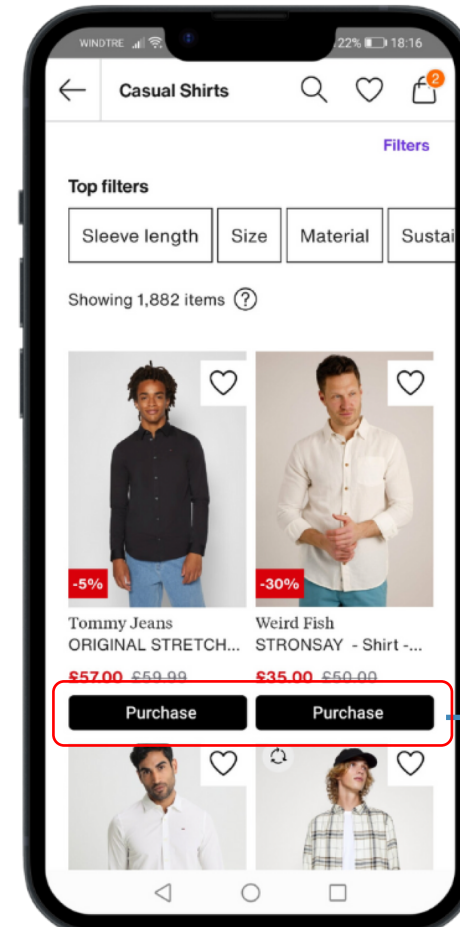 WINDTRE 22% 18:16
Casual Shirts 2
Filters
Top filters
Sleeve length Size Material Sustai
Showing 1,882 items ?
-5% -30%
Tommy Jeans Weird Fish
ORIGINAL STRETCH... STRONSAY - Shirt -...
£57.00 £59.99 £35.00 £50.00
Purchase Purchase